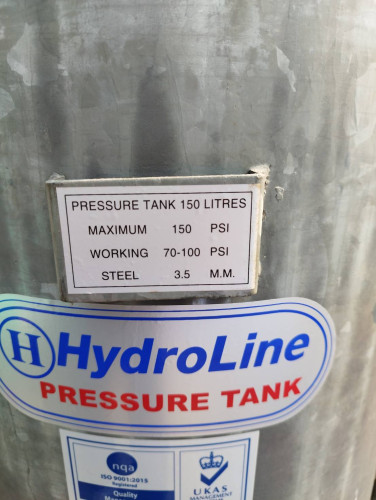 PRESSURE TANK 150 LITRES
MAXIMUM 150 PSI
WORKING 70-100 PSI
STEEL 3.5 M.M.
H HydroLine
PRESSURE TANK
nqa
ISO 9001:2015
Registered
Quality
UKAS
MANAGEMENT